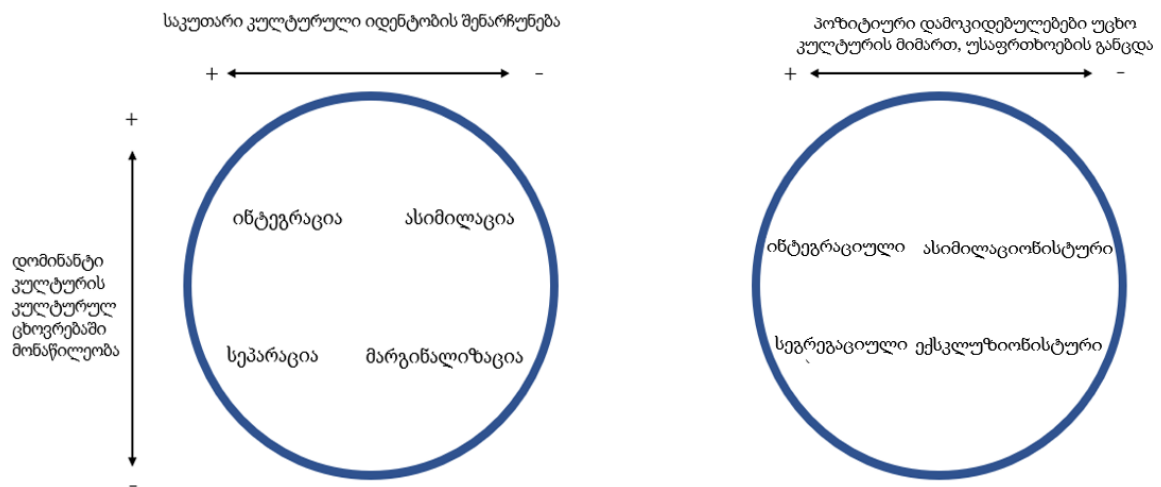 საკუთარი კულტურული იდენტობის შენარჩუნება
+ -
+
ინტეგრაცია ასიმილაცია
დომინანტი
კულტურის
კულტურულ
ცხოვრებაში
მონაწილეობა
სეპარაცია მარგინალიზაცია
-
პოზიტიური დამოკიდებულებები უცხო
კულტურის მიმართ, უსაფრთხოების განცდა
+ -
ინტეგრაციული ასიმილაციონისტური
სეგრეგაციული ექსკლუზიონისტური